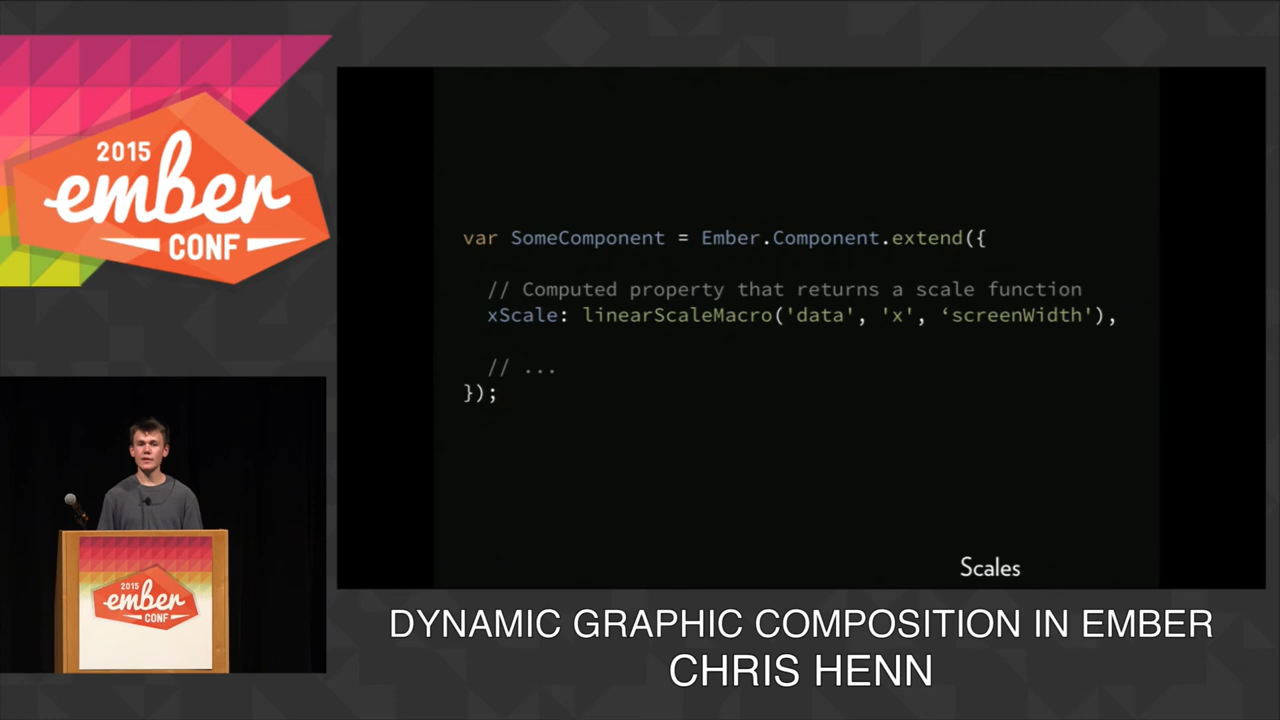 2015
ember
CONF
var SomeComponent = Ember.Component.extend({
// Computed property that returns a scale function
xScale: linearScaleMacro('data', 'x', ‘screenWidth'),
// ...
});
Scales
2015
ember
CONF
DYNAMIC GRAPHIC COMPOSITION IN EMBER
CHRIS HENN